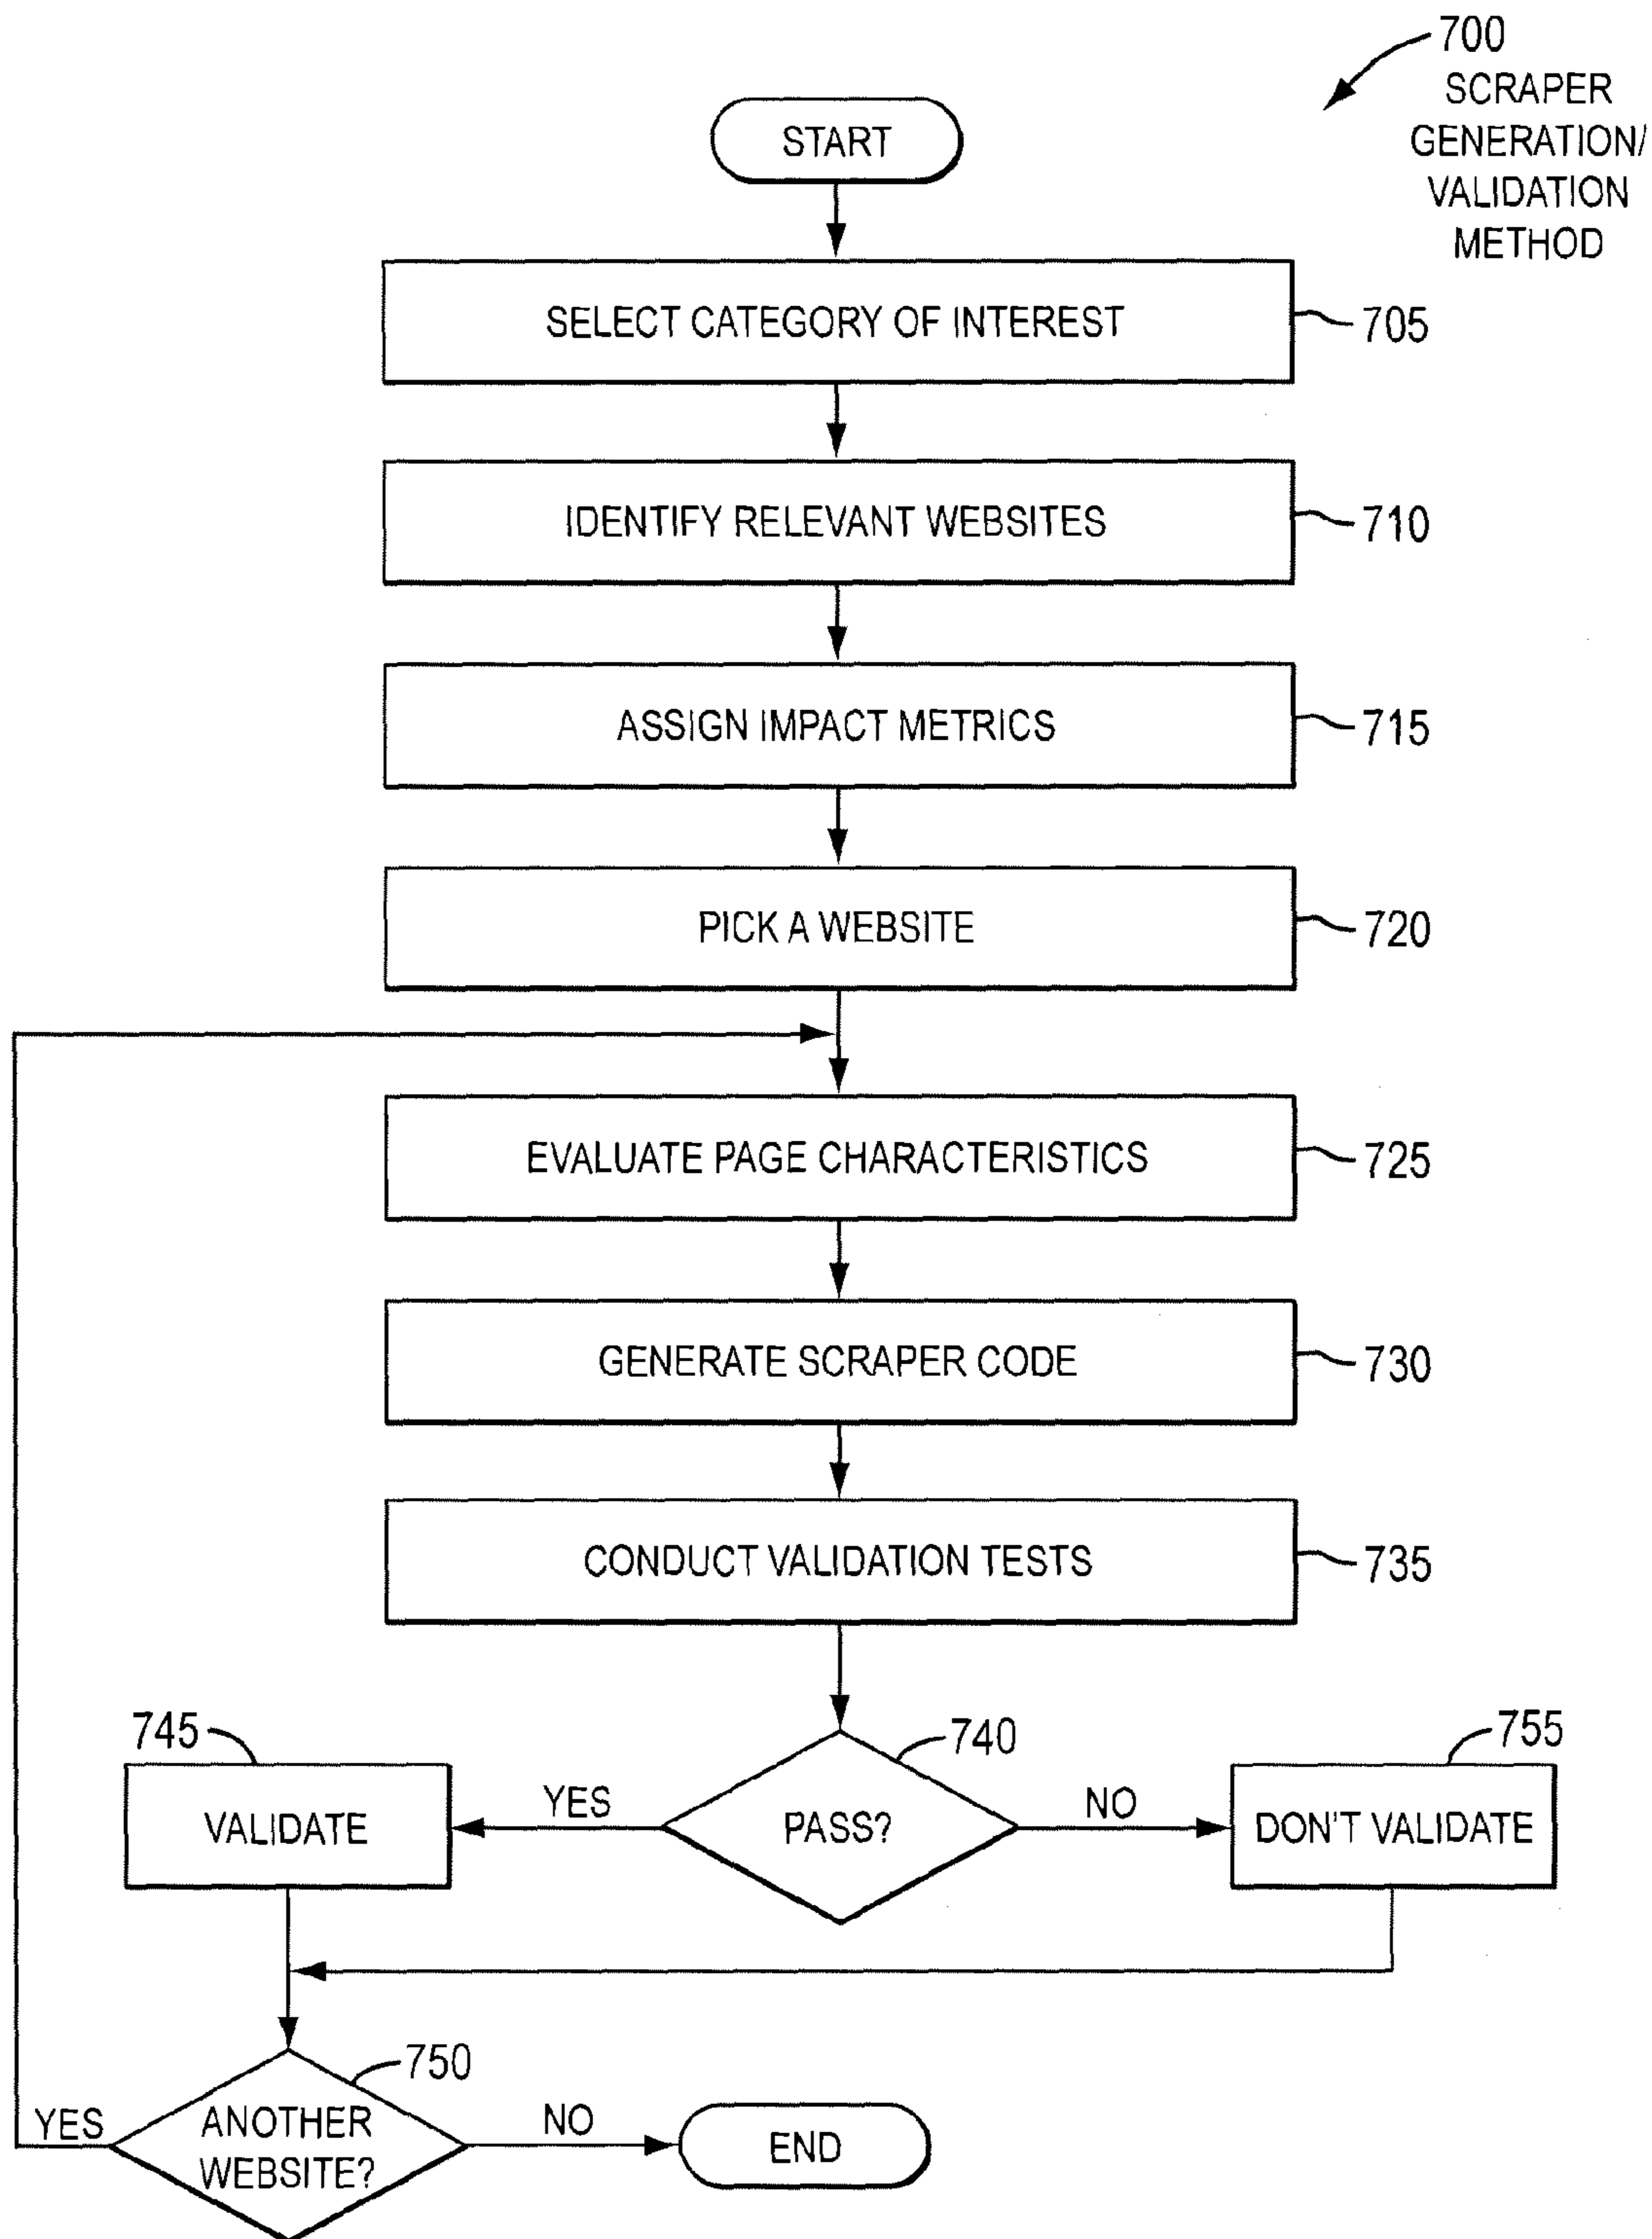 700
SCRAPER
GENERATION/
VALIDATION
METHOD
START
SELECT CATEGORY OF INTEREST
705
IDENTIFY RELEVANT WEBSITES
710
ASSIGN IMPACT METRICS
715
PICK A WEBSITE
720
EVALUATE PAGE CHARACTERISTICS
725
GENERATE SCRAPER CODE
730
CONDUCT VALIDATION TESTS
735
745
740
755
VALIDATE
YES
PASS?
NO
DON'T VALIDATE
750
YES
ANOTHER
WEBSITE?
NO
END